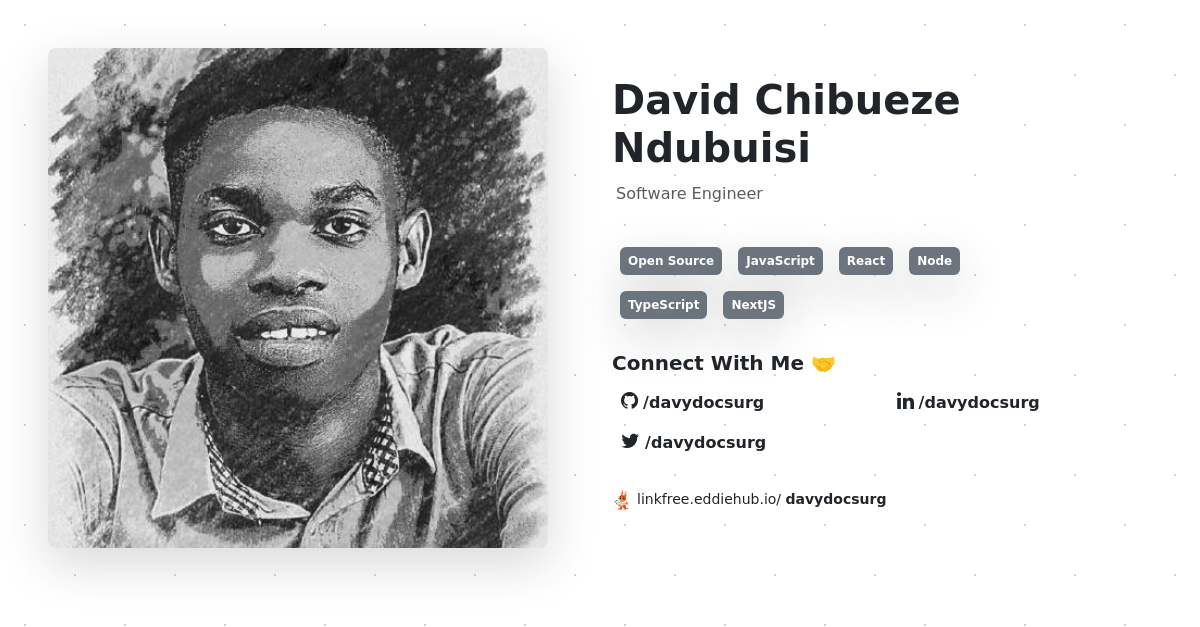 David Chibueze
Ndubuisi
Software Engineer
Open Source JavaScript React Node
TypeScript NextJS
Connect With Me 🤝
/davydocsurg in /davydocsurg
/davydocsurg
linkfree.eddiehub.io/ davydocsurg